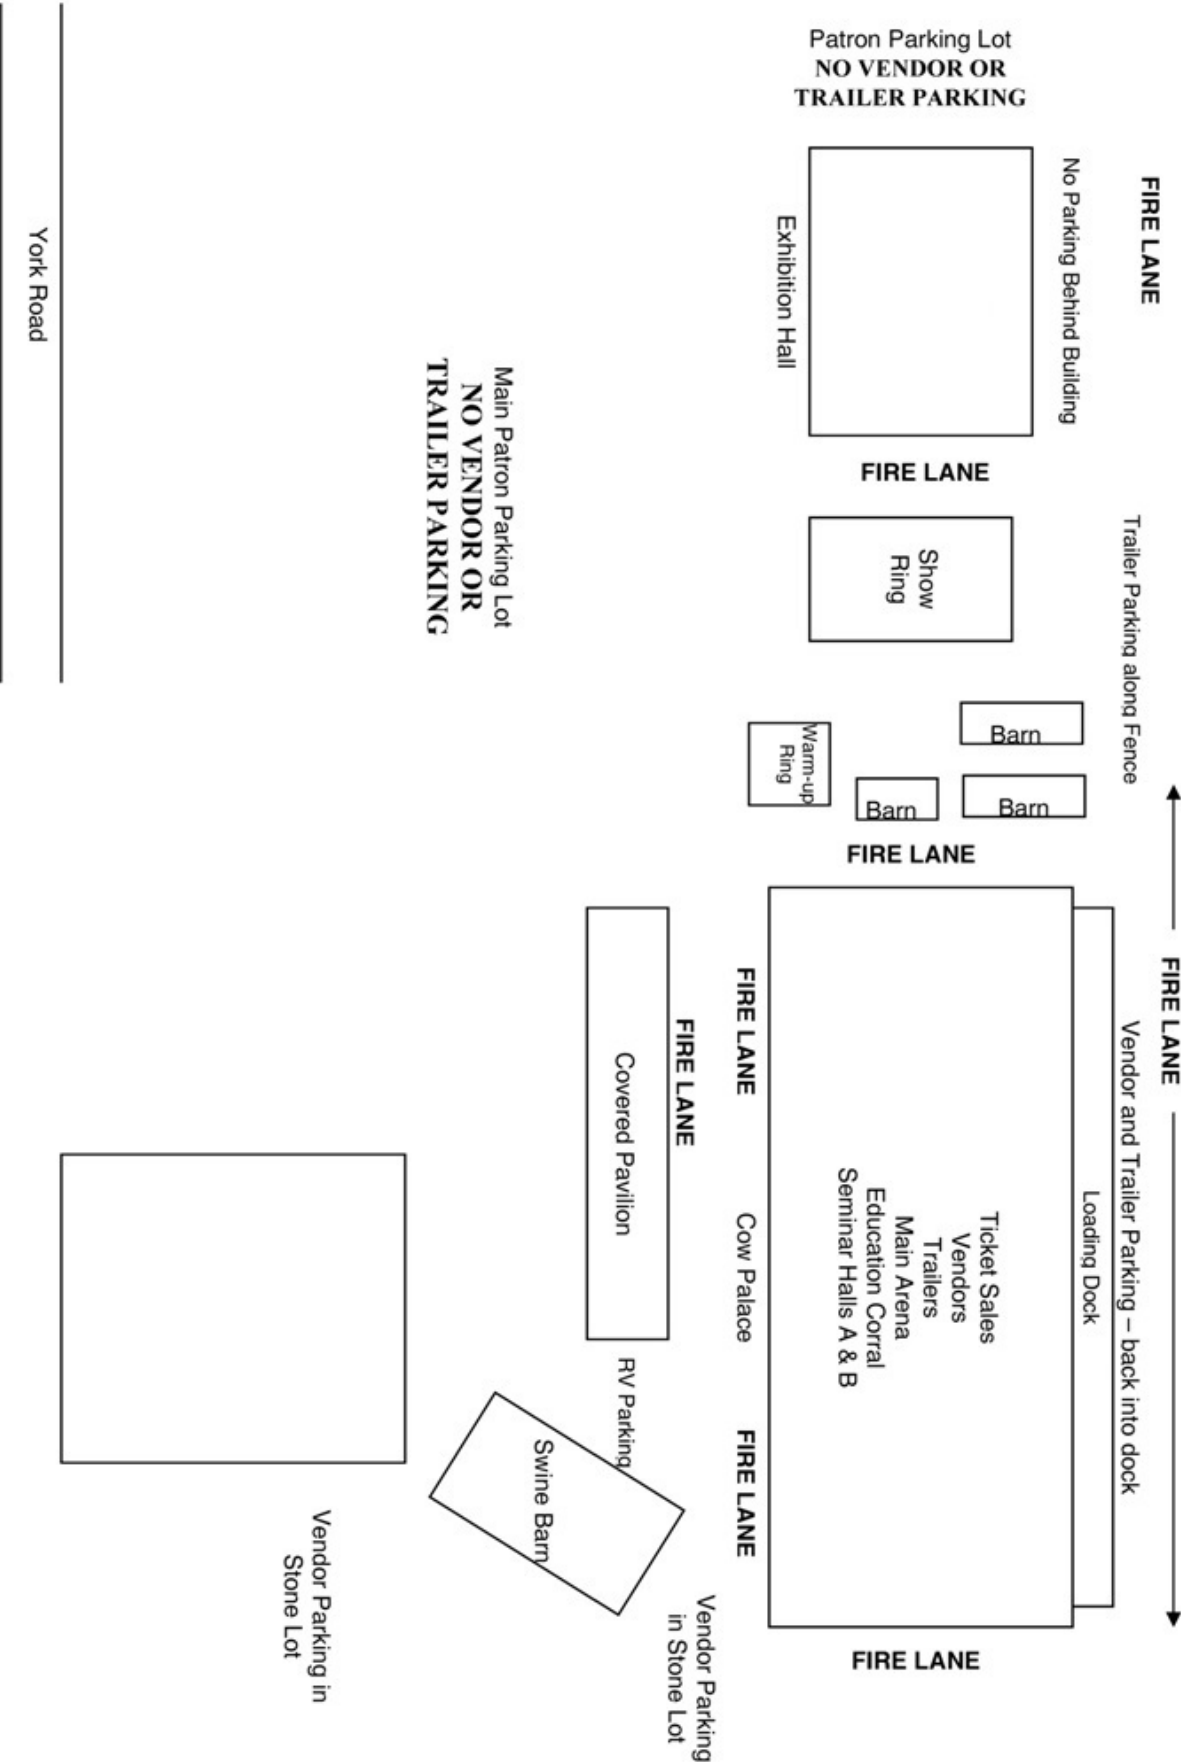 Patron Parking Lot
NO VENDOR OR
TRAILER PARKING
FIRE LANE
No Parking Behind Building
Exhibition Hall
York Road
Main Patron Parking Lot
NO VENDOR OR
TRAILER PARKING
FIRE LANE
Trailer Parking along Fence
Show
Ring
Barn
Warm-up
Ring
Barn
Barn
FIRE LANE
FIRE LANE
Vendor and Trailer Parking – back into dock
Loading Dock
FIRE LANE
FIRE LANE
Covered Pavilion
Cow Palace
Ticket Sales
Vendors
Trailers
Main Arena
Education Corral
Seminar Halls A & B
RV Parking
Swine Barn
FIRE LANE
Vendor Parking in
Stone Lot
Vendor Parking
in Stone Lot
FIRE LANE